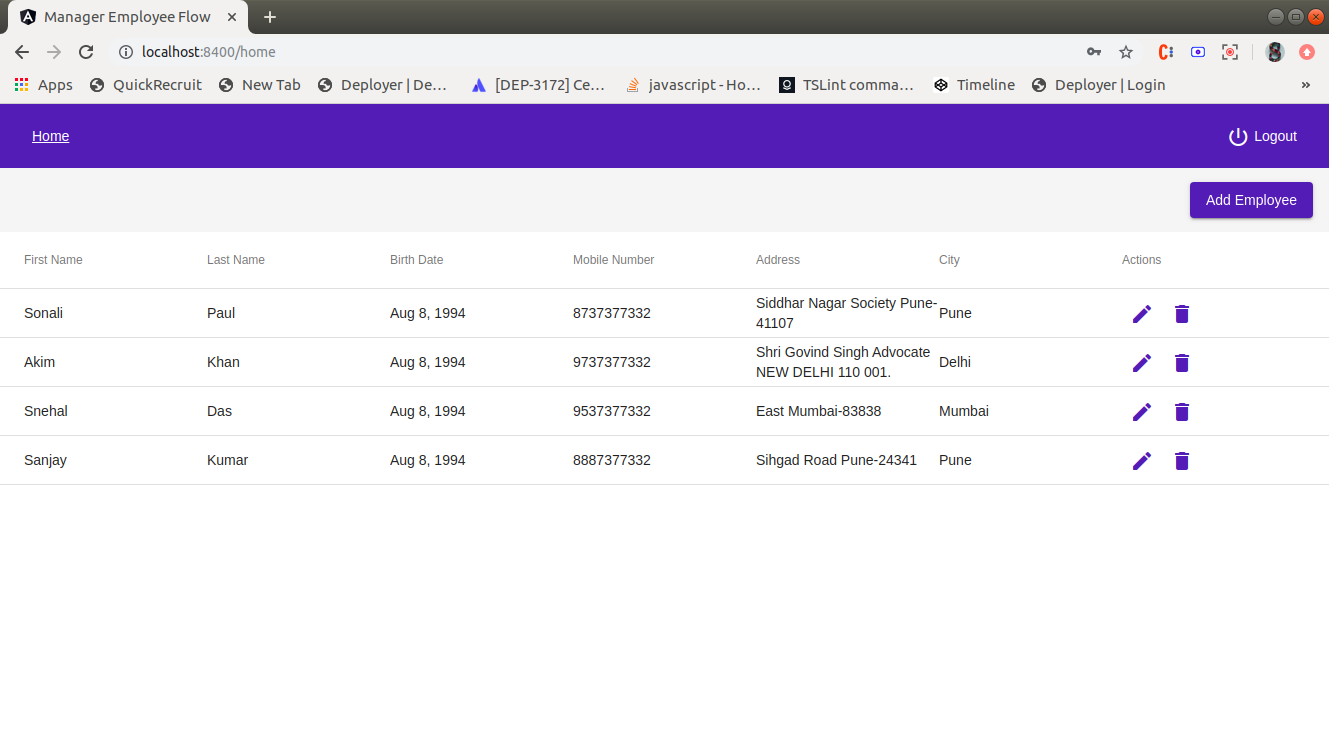 Manager Employee Flow
localhost:8400/home
Apps QuickRecruit New Tab Deployer | De... [DEP-3172] Ce... javascript - Ho... TSLint comma... Timeline Deployer | Login »
Home Logout
Add Employee
First Name Last Name Birth Date Mobile Number Address City Actions
Sonali Paul Aug 8, 1994 8737377332 Siddhar Nagar Society Pune-
41107 Pune
Akim Khan Aug 8, 1994 9737377332 Shri Govind Singh Advocate
NEW DELHI 110 001. Delhi
Snehal Das Aug 8, 1994 9537377332 East Mumbai-83838 Mumbai
Sanjay Kumar Aug 8, 1994 8887377332 Sihgad Road Pune-24341 Pune